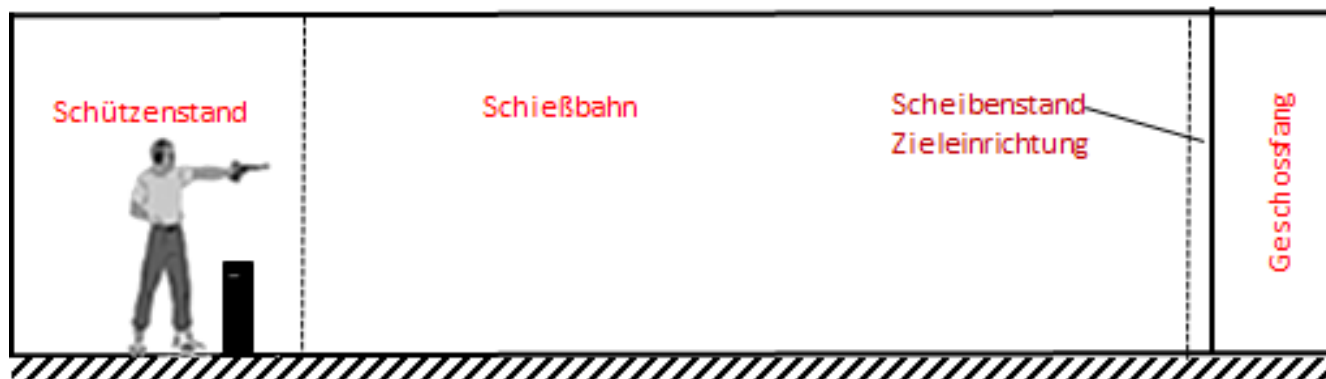 Schützenstand
Schießbahn
Scheibenstand
Zieleinrichtung
Geschossfang